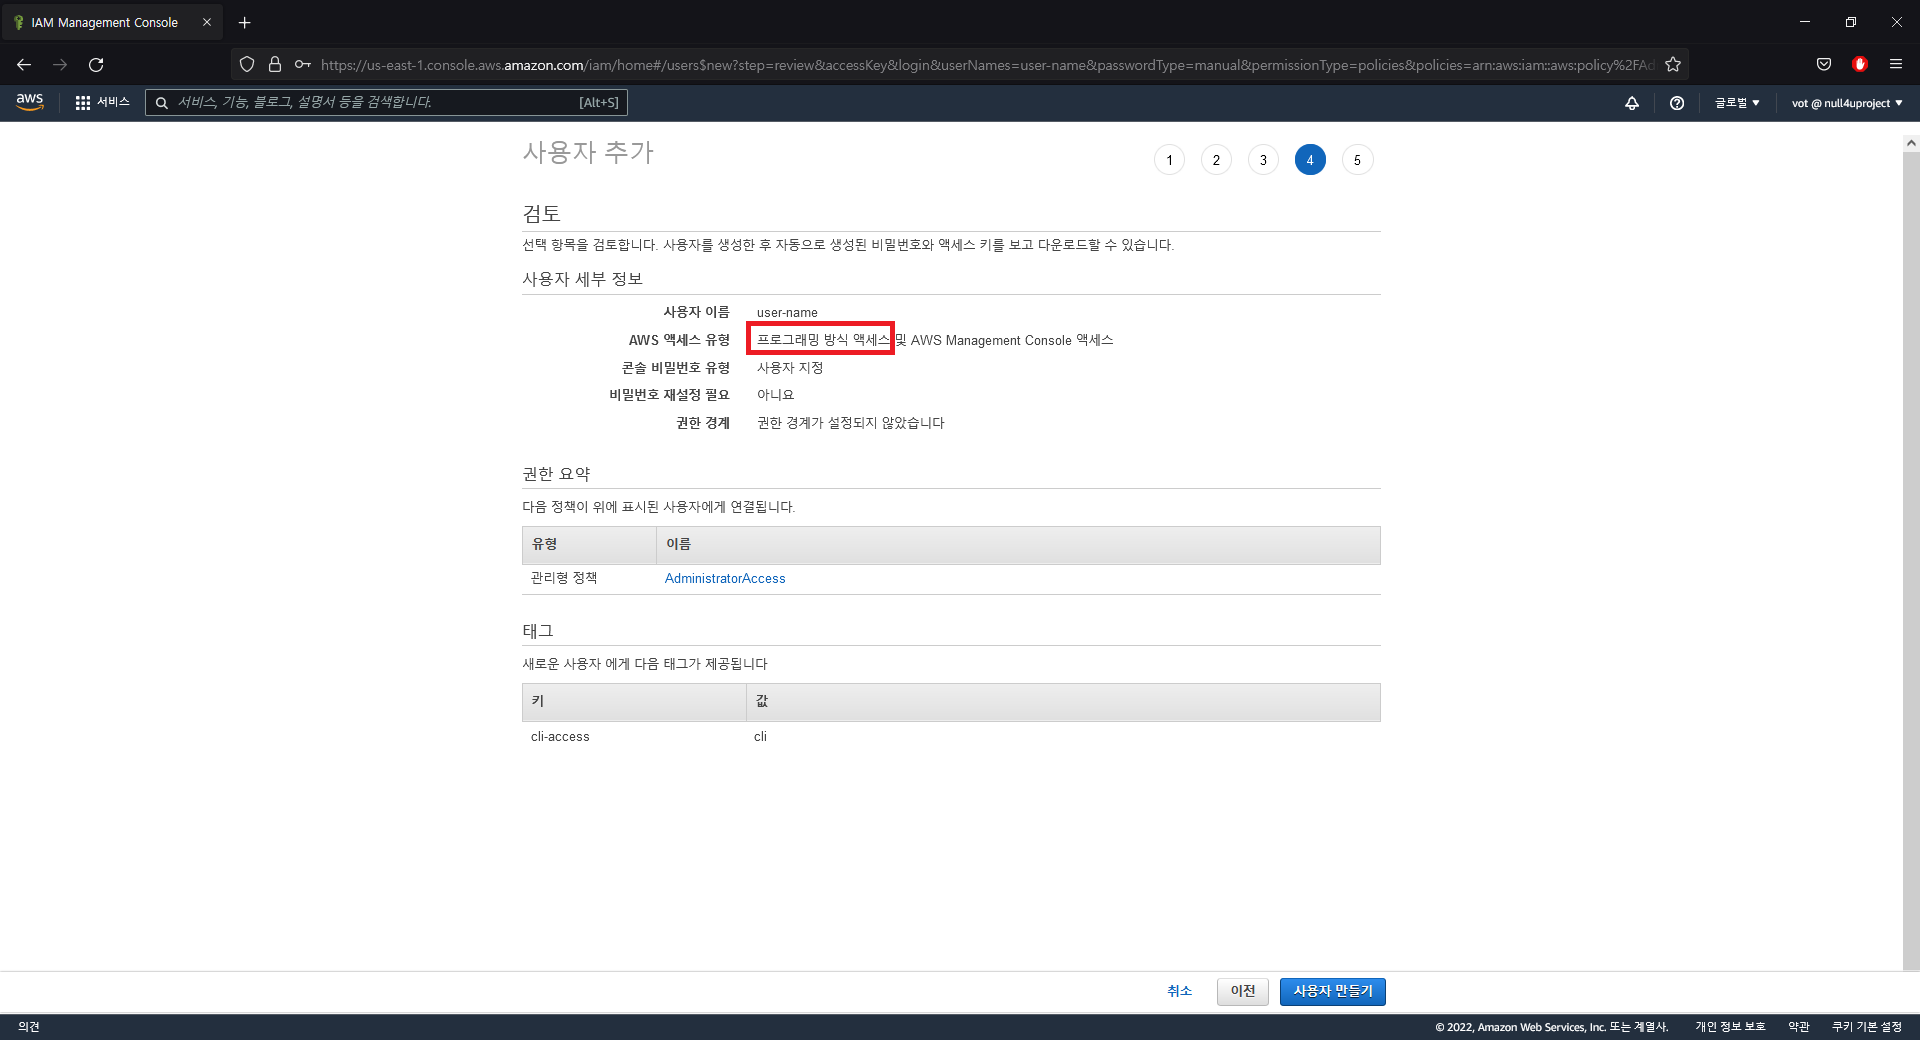 IAM Management Console
https://us-east-1.console.aws.amazon.com/iam/home#/users$new?step=review&accessKey&login&userNames=user-name&passwordType=manual&permissionType=policies&policies=arn:aws:iam::aws:policy%2FAd
aws 서비스 서비스, 기능, 블로그, 설명서 등을 검색합니다. [Alt+S] 글로벌 vot @ null4uproject
사용자 추가 1 2 3 4 5
검토
선택 항목을 검토합니다. 사용자를 생성한 후 자동으로 생성된 비밀번호와 액세스 키를 보고 다운로드할 수 있습니다.
사용자 세부 정보
사용자 이름 user-name
AWS 액세스 유형 프로그래밍 방식 액세스 및 AWS Management Console 액세스
콘솔 비밀번호 유형 사용자 지정
비밀번호 재설정 필요 아니요
권한 경계 권한 경계가 설정되지 않았습니다
권한 요약
다음 정책이 위에 표시된 사용자에게 연결됩니다.
유형 이름
관리형 정책 AdministratorAccess
태그
새로운 사용자 에게 다음 태그가 제공됩니다
키 값
cli-access cli
취소 이전 사용자 만들기
의견 © 2022, Amazon Web Services, Inc. 또는 계열사. 개인 정보 보호 약관 쿠키 기본 설정